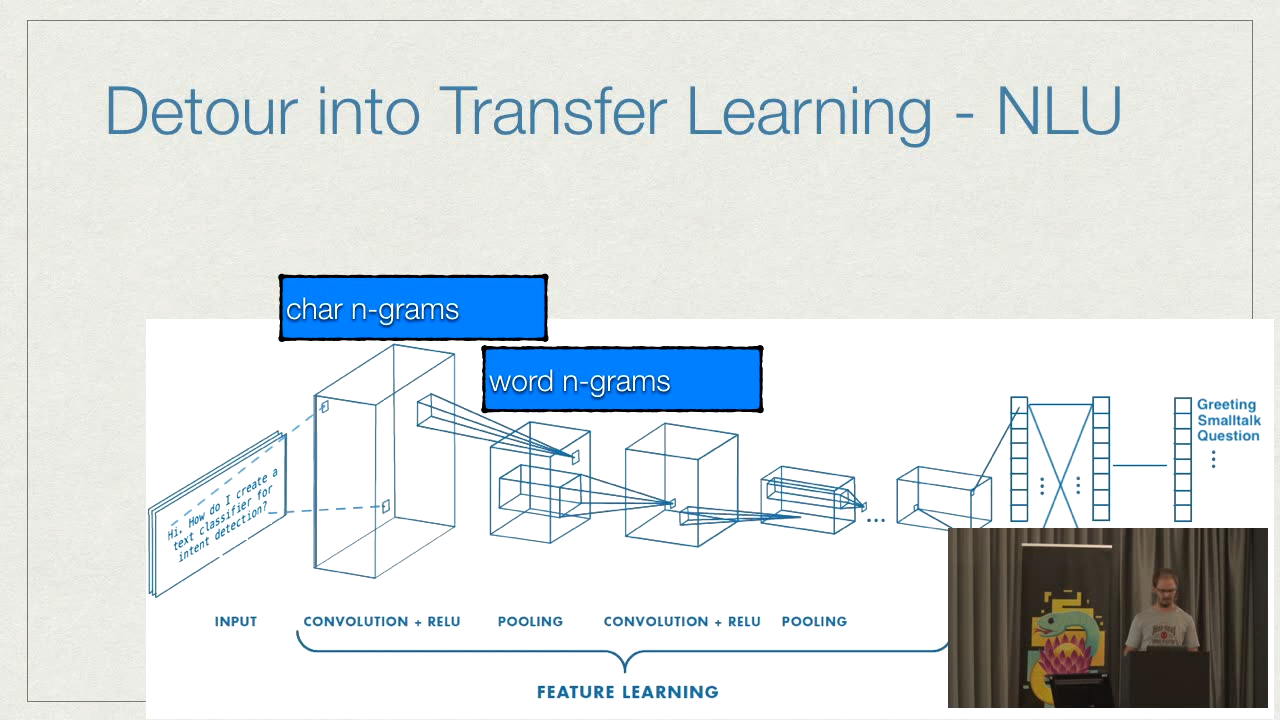 Detour into Transfer Learning - NLU
char n-grams
word n-grams
Greeting
Smalltalk
Question
Hi. How do I create a
text classifier for
intent detection?
INPUT
CONVOLUTION + RELU
POOLING
CONVOLUTION + RELU
POOLING
FEATURE LEARNING